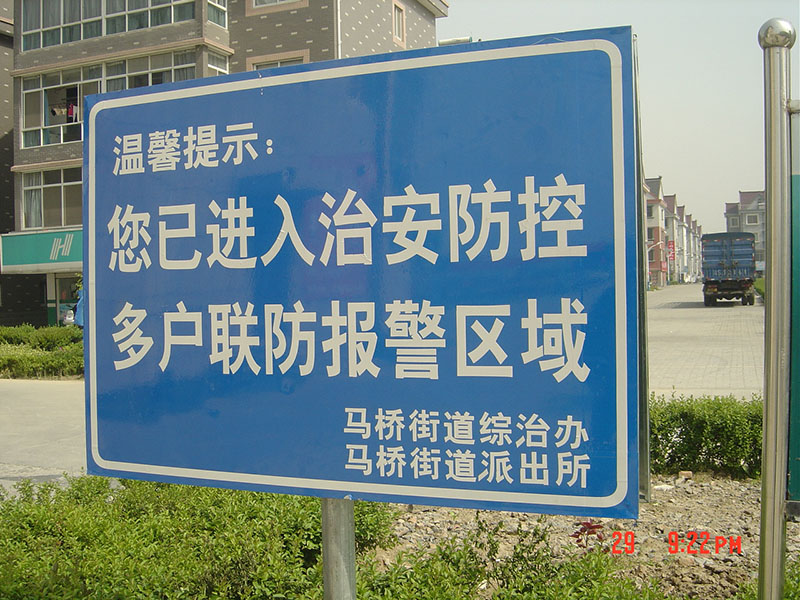 温馨提示：
您已进入治安防控
多户联防报警区域
马桥街道综治办
马桥街道派出所
29 9:22PM